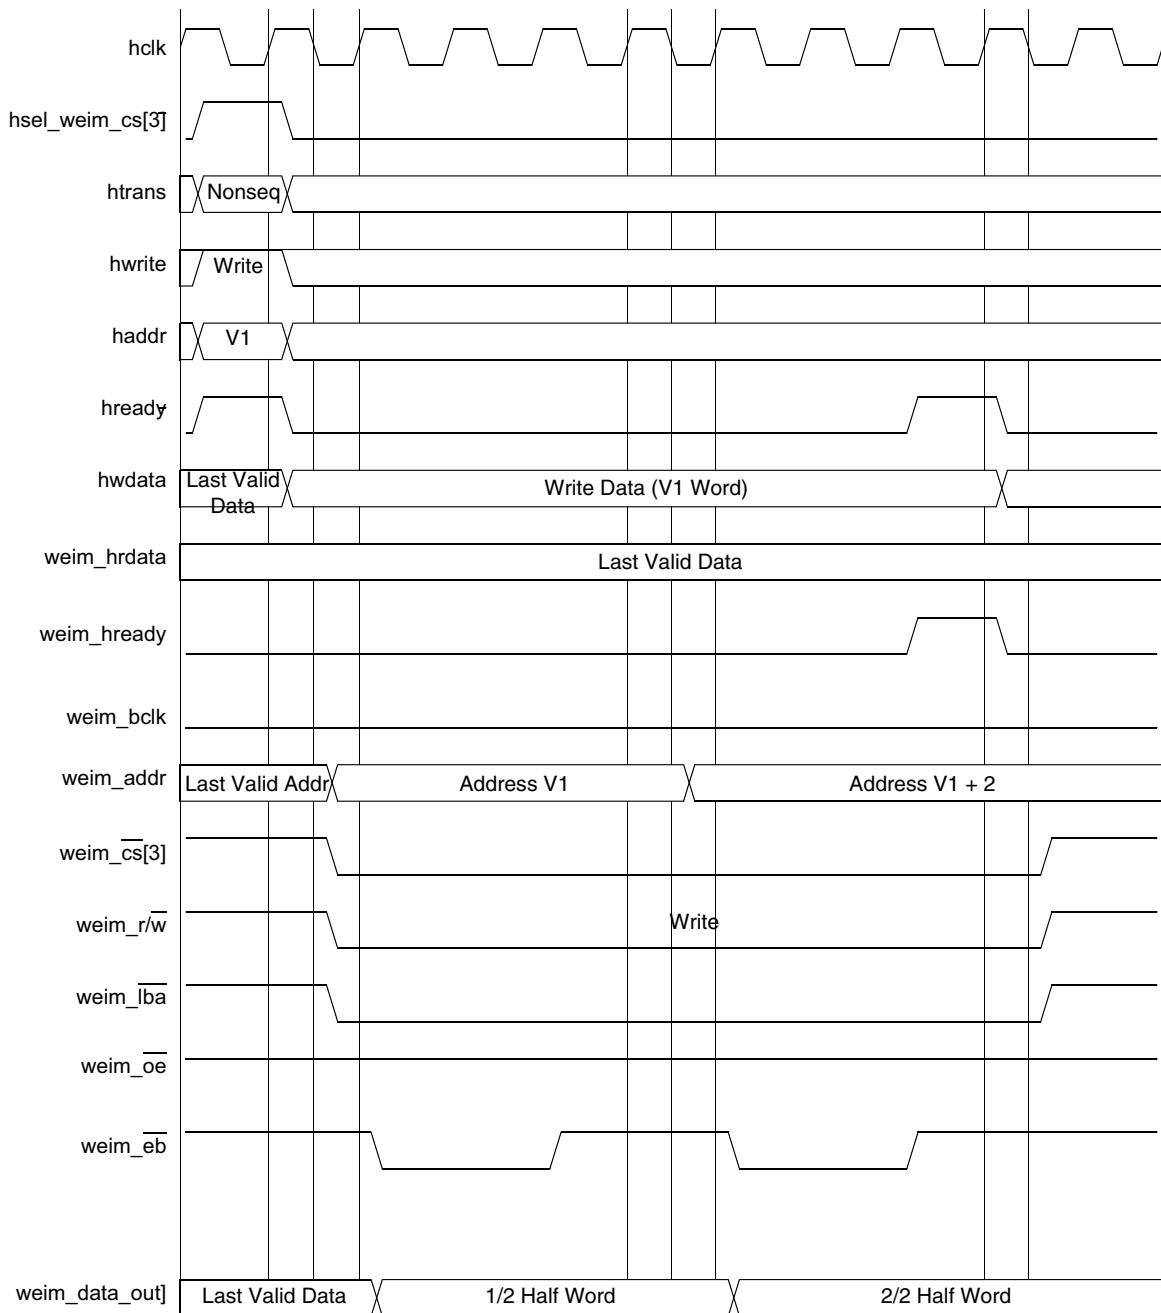 hclk
hsel_weim_cs[3]
htrans Nonseq
hwrite Write
haddr V1
hready
hwdata Last Valid Data Write Data (V1 Word)
weim_hrdata Last Valid Data
weim_hready
weim_bclk
weim_addr Last Valid Addr Address V1 Address V1 + 2
weim_cs[3]
weim_r/w Write
weim_lba
weim_oe
weim_eb
weim_data_out] Last Valid Data 1/2 Half Word 2/2 Half Word